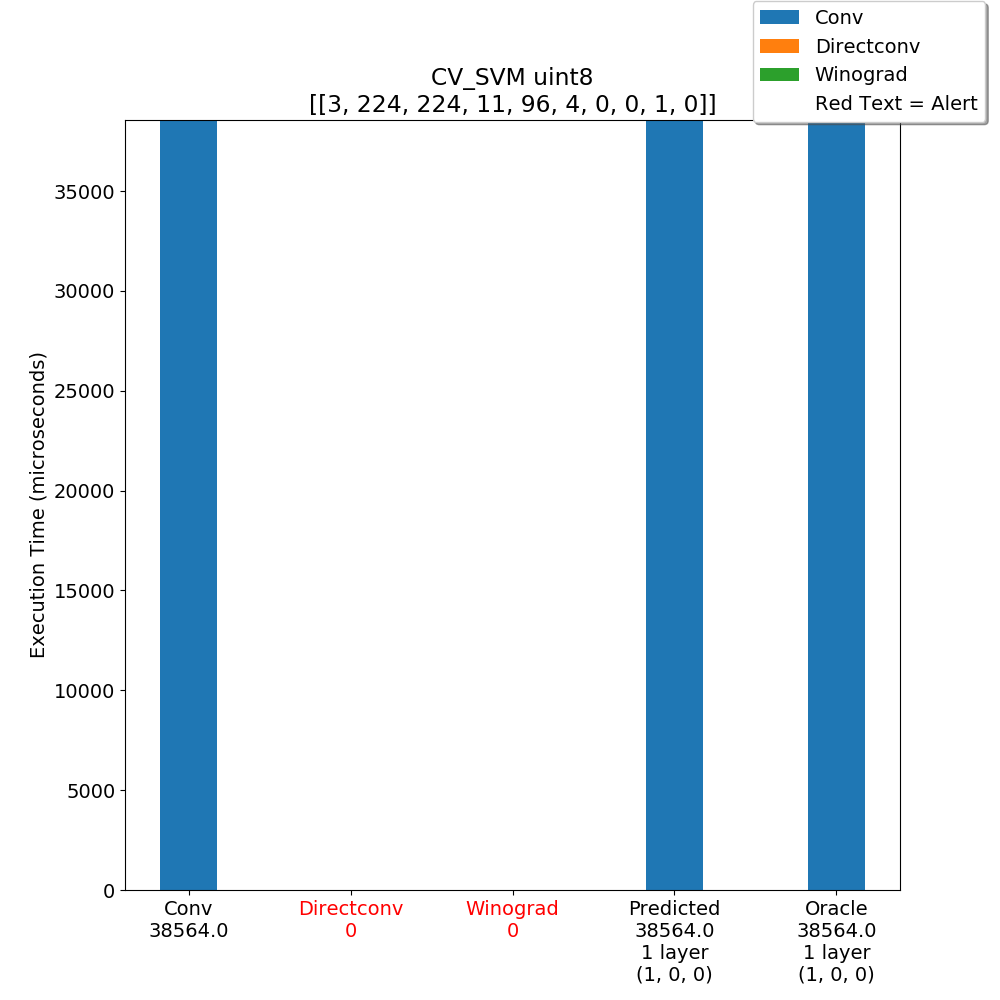 Conv
Directconv
Winograd
Red Text = Alert
CV_SVM uint8
[[3, 224, 224, 11, 96, 4, 0, 0, 1, 0]]
Execution Time (microseconds)
35000
30000
25000
20000
15000
10000
5000
0
Conv
38564.0
Directconv
0
Winograd
0
Predicted
38564.0
1 layer
(1, 0, 0)
Oracle
38564.0
1 layer
(1, 0, 0)